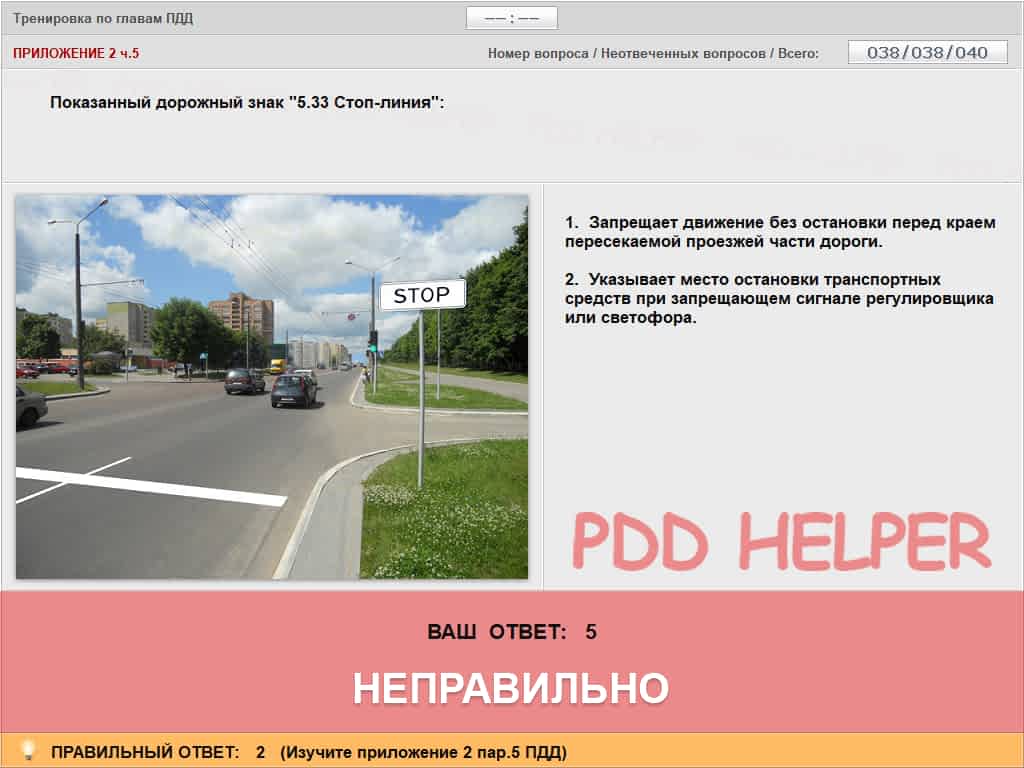 Тренировка по главам ПДД
–– : ––
ПРИЛОЖЕНИЕ 2 ч.5
Номер вопроса / Неотвеченных вопросов / Всего:
038/038/040
Показанный дорожный знак "5.33 Стоп-линия":
STOP
1. Запрещает движение без остановки перед краем
пересекаемой проезжей части дороги.
2. Указывает место остановки транспортных
средств при запрещающем сигнале регулировщика
или светофора.
PDD HELPER
ВАШ ОТВЕТ: 5
НЕПРАВИЛЬНО
ПРАВИЛЬНЫЙ ОТВЕТ: 2 (Изучите приложение 2 пар.5 ПДД)